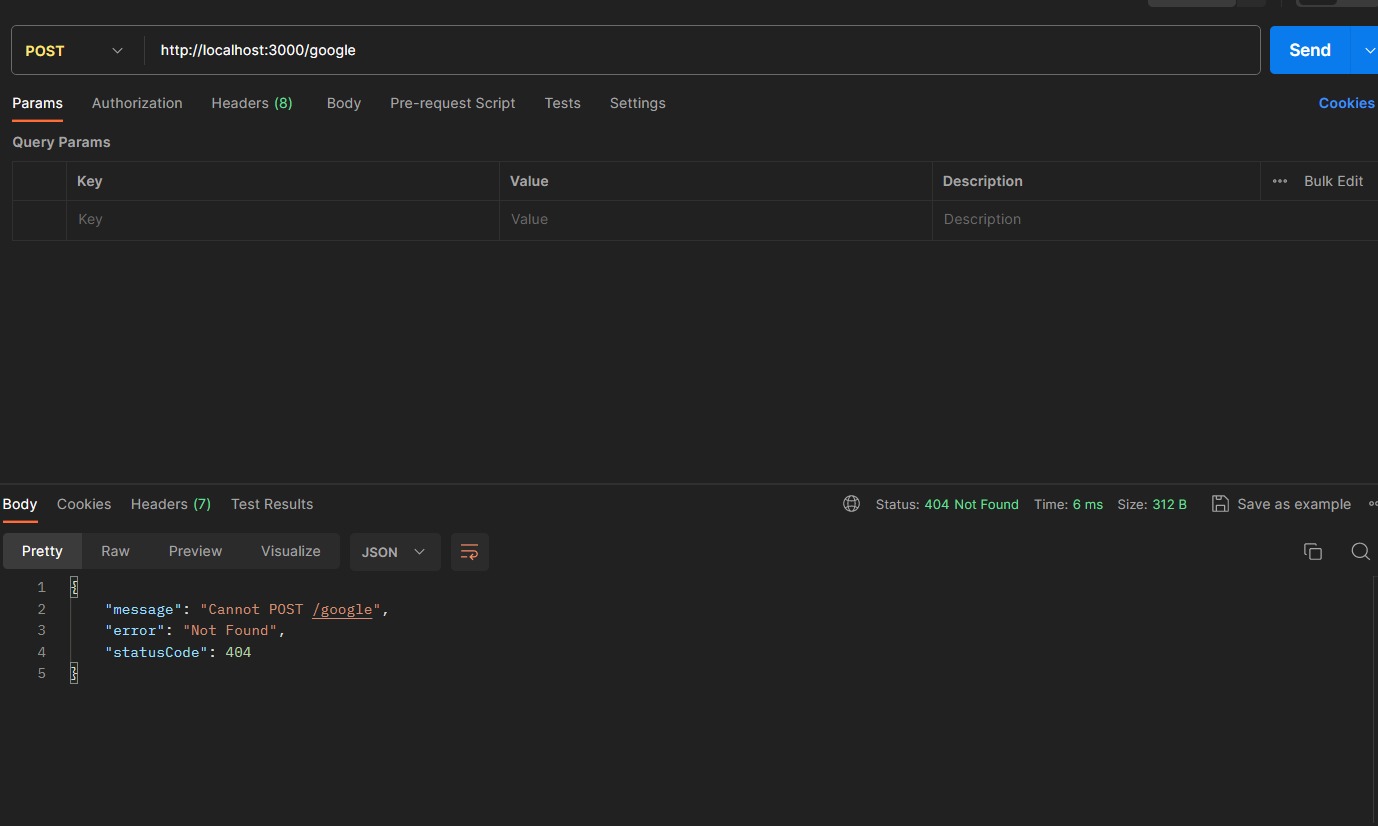 POST http://localhost:3000/google Send
Params Authorization Headers (8) Body Pre-request Script Tests Settings Cookies
Query Params
Key Value Description ••• Bulk Edit
Key Value Description
Body Cookies Headers (7) Test Results Status: 404 Not Found Time: 6 ms Size: 312 B Save as example
Pretty Raw Preview Visualize JSON
1 {
2 "message": "Cannot POST /google",
3 "error": "Not Found",
4 "statusCode": 404
5 }